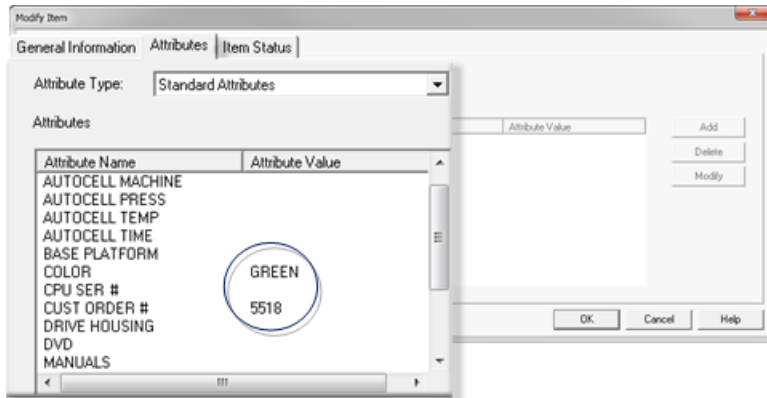 Modify Item
General Information Attributes Item Status
Attribute Type: Standard Attributes
Attributes
Attribute Name Attribute Value
AUTOCELL MACHINE
AUTOCELL PRESS
AUTOCELL TEMP
AUTOCELL TIME
BASE PLATFORM
COLOR GREEN
CPU SER #
CUST ORDER # 5518
DRIVE HOUSING
DVD
MANUALS
Attribute Value
Add
Delete
Modify
OK Cancel Help